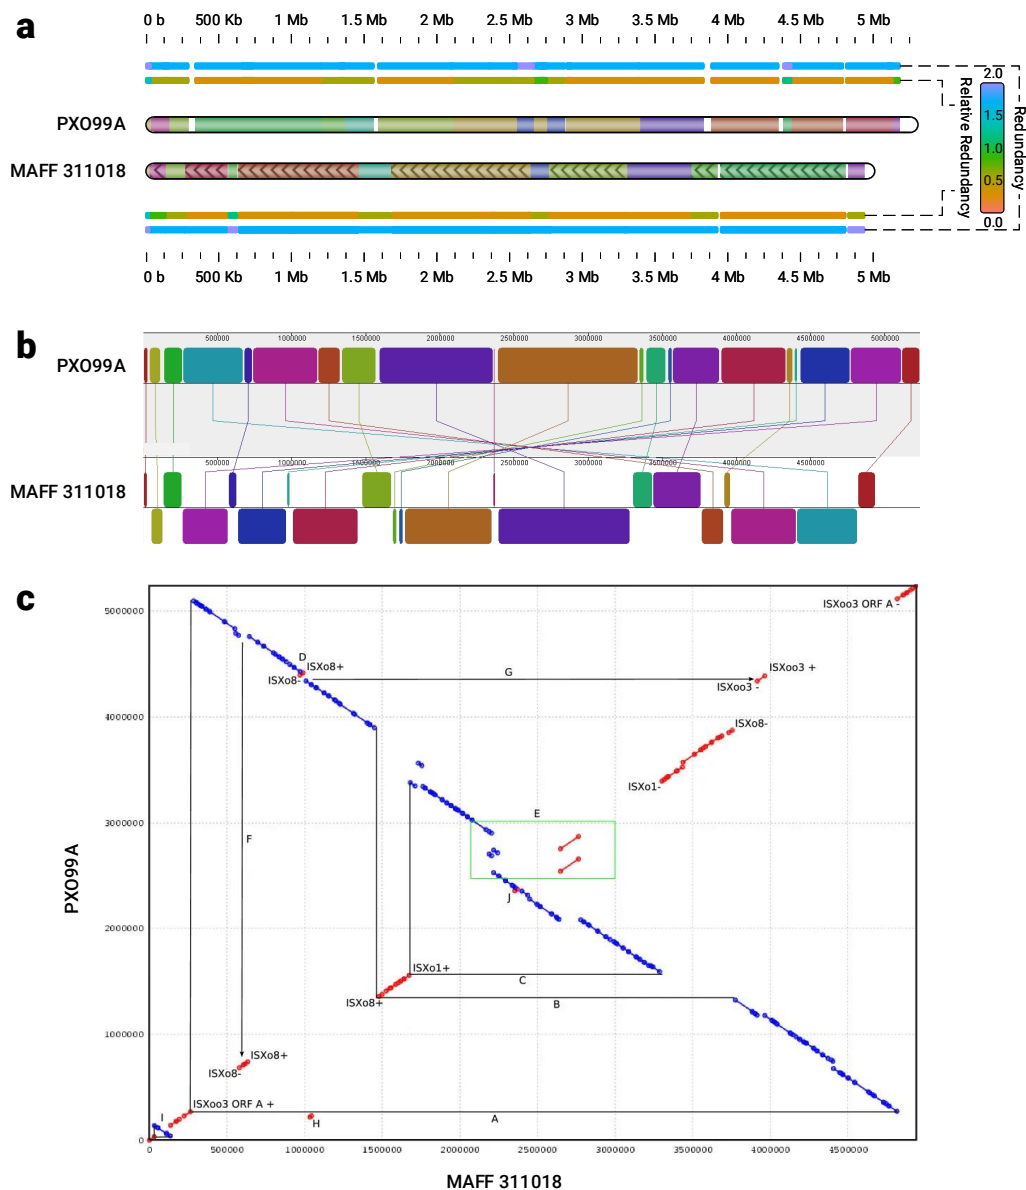 a
0 b 500 Kb 1 Mb 1.5 Mb 2 Mb 2.5 Mb 3 Mb 3.5 Mb 4 Mb 4.5 Mb 5 Mb
PXO99A
MAFF 311018
0 b 500 Kb 1 Mb 1.5 Mb 2 Mb 2.5 Mb 3 Mb 3.5 Mb 4 Mb 4.5 Mb 5 Mb
Relative Redundancy
2.0
1.5
1.0
0.5
0.0
Redundancy
b
500000 1000000 1500000 2000000 2500000 3000000 3500000 4000000 4500000 5000000
PXO99A
500000 1000000 1500000 2000000 2500000 3000000 3500000 4000000 4500000
MAFF 311018
c
5000000
4000000
3000000
2000000
1000000
0
PXO99A
ISXoo3 ORF A -
D
ISXo8+
ISXo8-
G
ISXoo3 +
ISXoo3 -
ISXo8-
ISXo1-
E
F
J
ISXo1+
C
ISXo8+
B
ISXo8+
ISXo8-
ISXoo3 ORF A +
I
H
A
0 500000 1000000 1500000 2000000 2500000 3000000 3500000 4000000 4500000
MAFF 311018